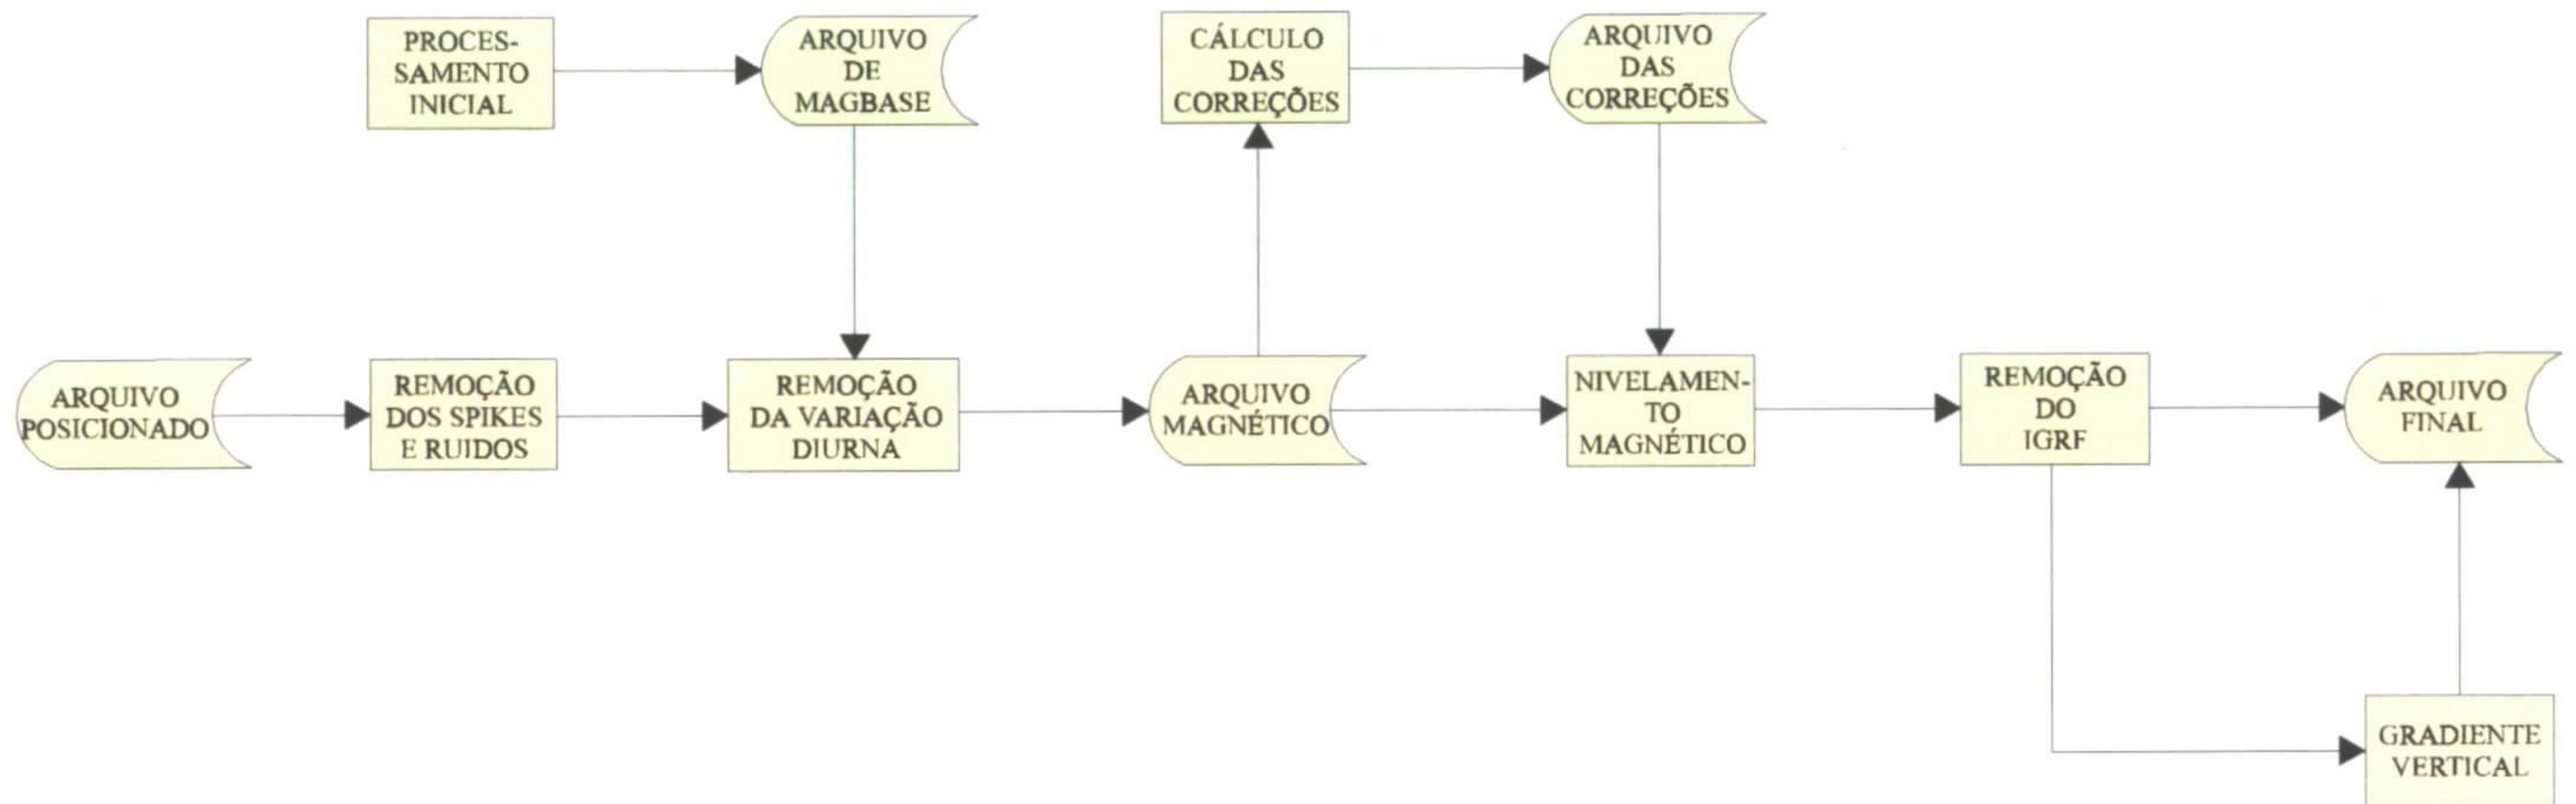 PROCES-
SAMENTO
INICIAL
ARQUIVO
DE
MAGBASE
CÁLCULO
DAS
CORREÇÕES
ARQUIVO
DAS
CORREÇÕES
ARQUIVO
POSICIONADO
REMOÇÃO
DOS SPIKES
E RUIDOS
REMOÇÃO
DA VARIAÇÃO
DIURNA
ARQUIVO
MAGNÉTICO
NIVELAMEN-
TO
MAGNÉTICO
REMOÇÃO
DO
IGRF
ARQUIVO
FINAL
GRADIENTE
VERTICAL